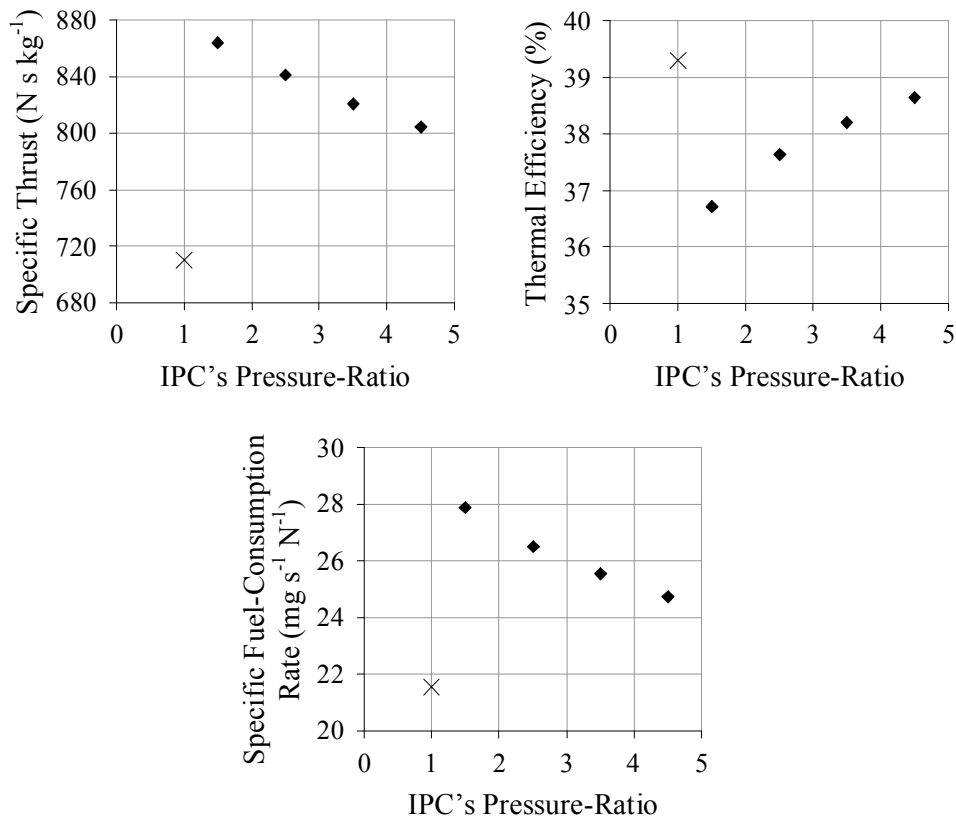 Specific Thrust (N s kg⁻¹)
880
840
800
760
720
680
0 1 2 3 4 5
IPC’s Pressure-Ratio
Thermal Efficiency (%)
40
39
38
37
36
35
0 1 2 3 4 5
IPC’s Pressure-Ratio
Specific Fuel-Consumption
Rate (mg s⁻¹ N⁻¹)
30
28
26
24
22
20
0 1 2 3 4 5
IPC’s Pressure-Ratio